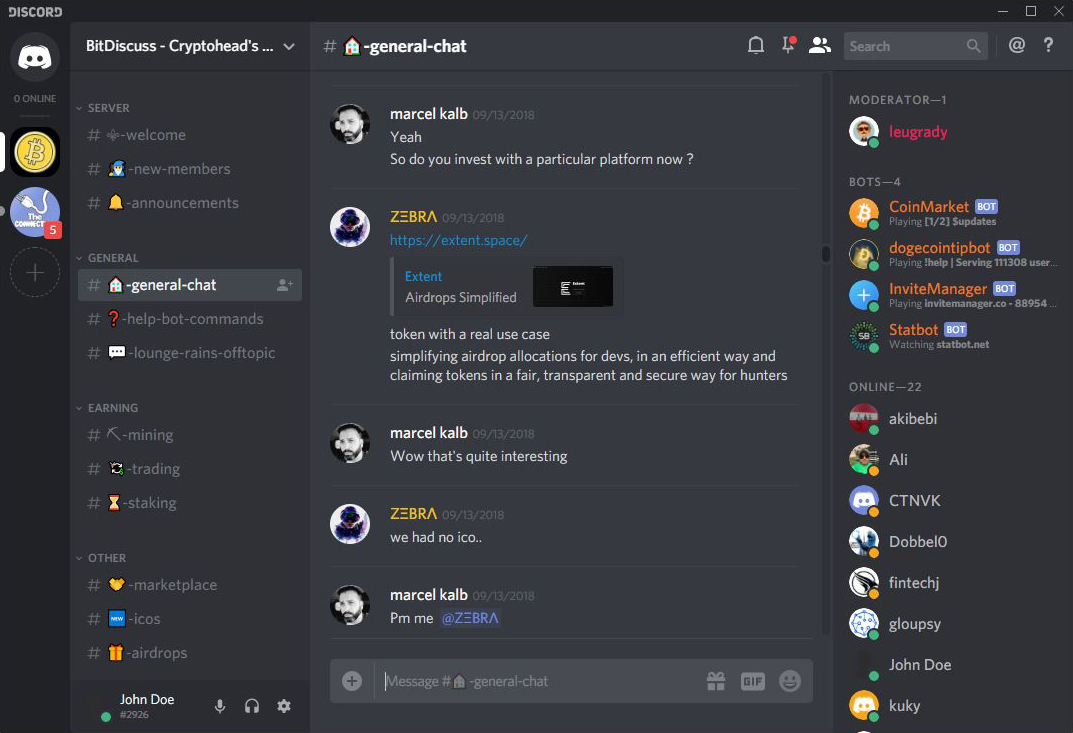 DISCORD
0 ONLINE
The
CONNECT
5
BitDiscuss - Cryptohead's ...
SERVER
# -welcome
# -new-members
# -announcements
GENERAL
# -general-chat
# ❓-help-bot-commands
# -lounge-rains-offtopic
EARNING
# -mining
# -trading
# -staking
OTHER
# -marketplace
# NEW-icos
# -airdrops
John Doe
#2926
# -general-chat
Search
@ ?
marcel kalb 09/13/2018
Yeah
So do you invest with a particular platform now ?
ZΞBRΛ 09/13/2018
https://extent.space/
Extent
Airdrops Simplified
Extent
token with a real use case
simplifying airdrop allocations for devs, in an efficient way and
claiming tokens in a fair, transparent and secure way for hunters
marcel kalb 09/13/2018
Wow that's quite interesting
ZΞBRΛ 09/13/2018
we had no ico..
marcel kalb 09/13/2018
Pm me @ZΞBRΛ
Message # -general-chat
GIF
MODERATOR—1
leugrady
BOTS—4
CoinMarket BOT
Playing [1/2] $updates
dogecointipbot BOT
Playing !help | Serving 111308 user...
InviteManager BOT
Playing invitemanager.co - 88954 ...
SB
Statbot BOT
Watching statbot.net
ONLINE—22
akibebi
Ali
CTNVK
Dobbel0
fintechj
gloupsy
John Doe
kuky